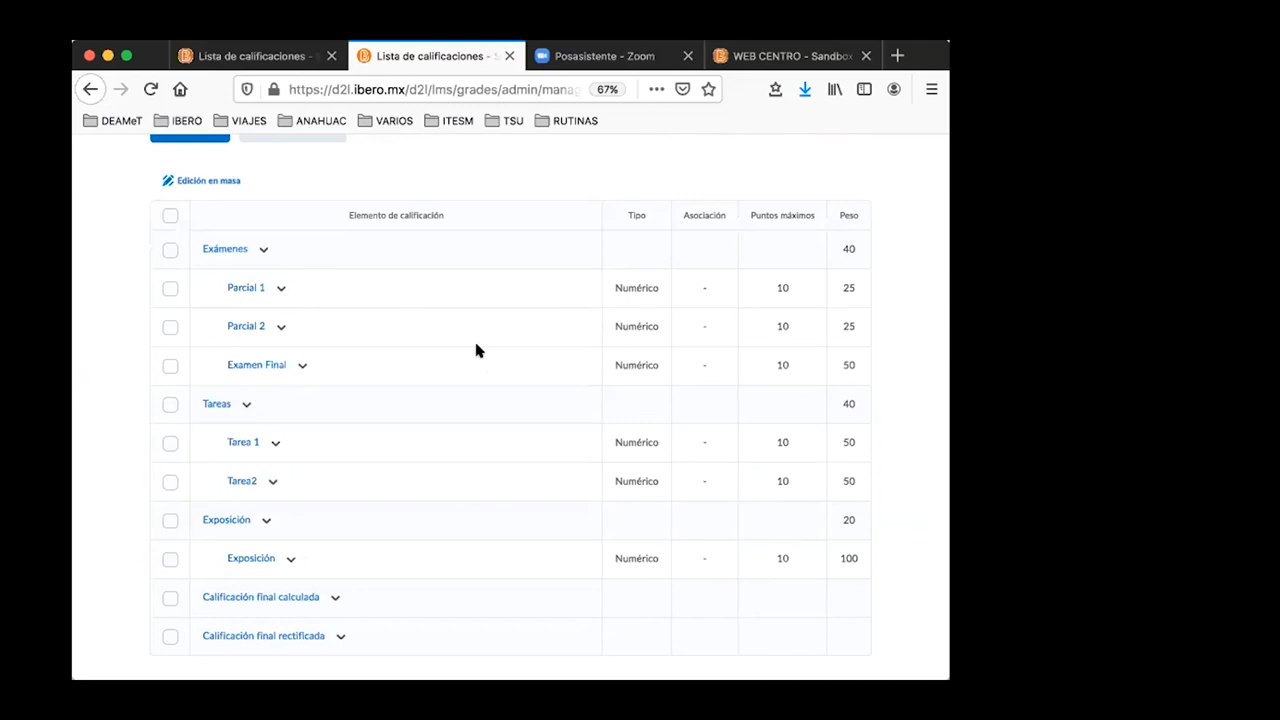 Lista de calificaciones -
Lista de calificaciones -
Posasistente - Zoom
WEB CENTRO - Sandbox
https://d2l.ibero.mx/d2l/lms/grades/admin/mana
67%
DEAMeT IBERO VIAJES ANAHUAC VARIOS ITESM TSU RUTINAS
Edición en masa
Elemento de calificación Tipo Asociación Puntos máximos Peso
Exámenes 40
Parcial 1 Numérico - 10 25
Parcial 2 Numérico - 10 25
Examen Final Numérico - 10 50
Tareas 40
Tarea 1 Numérico - 10 50
Tarea2 Numérico - 10 50
Exposición 20
Exposición Numérico - 10 100
Calificación final calculada
Calificación final rectificada